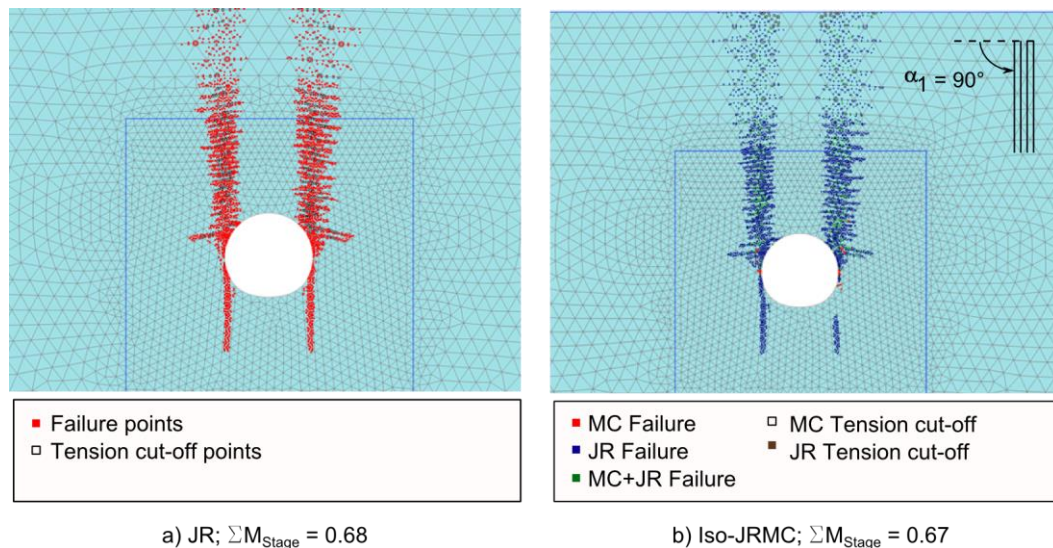 α1 = 90°
Failure points
Tension cut-off points
MC Failure
JR Failure
MC+JR Failure
MC Tension cut-off
JR Tension cut-off
a) JR; ΣMStage = 0.68
b) Iso-JRMC; ΣMStage = 0.67